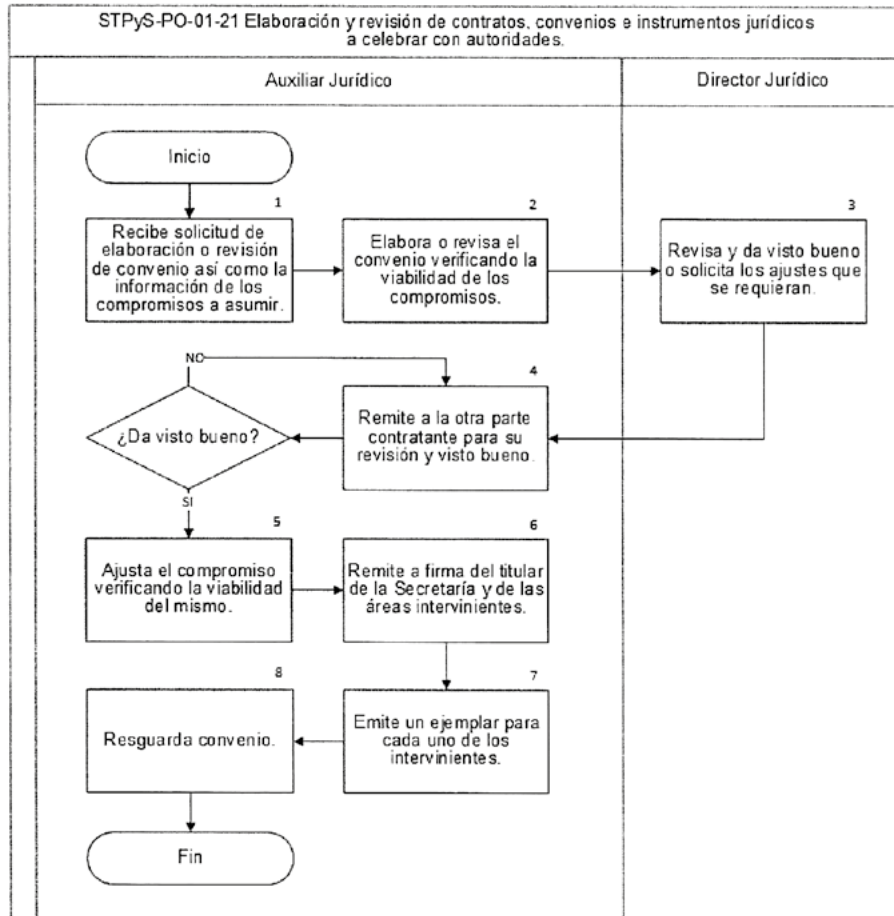 STPyS-PO-01-21 Elaboración y revisión de contratos, convenios e instrumentos jurídicos
a celebrar con autoridades.
Auxiliar Jurídico
Director Jurídico
Inicio
1
Recibe solicitud de
elaboración o revisión
de convenio así como la
información de los
compromisos a asumir.
2
Elabora o revisa el
convenio verificando la
viabilidad de los
compromisos.
3
Revisa y da visto bueno
o solicita los ajustes que
se requieran.
NO
4
Remite a la otra parte
contratante para su
revisión y visto bueno.
¿Da visto bueno?
SI
5
Ajusta el compromiso
verificando la viabilidad
del mismo.
6
Remite a firma del titular
de la Secretaría y de las
áreas intervinientes.
7
Emite un ejemplar para
cada uno de los
intervinientes.
8
Resguarda convenio.
Fin